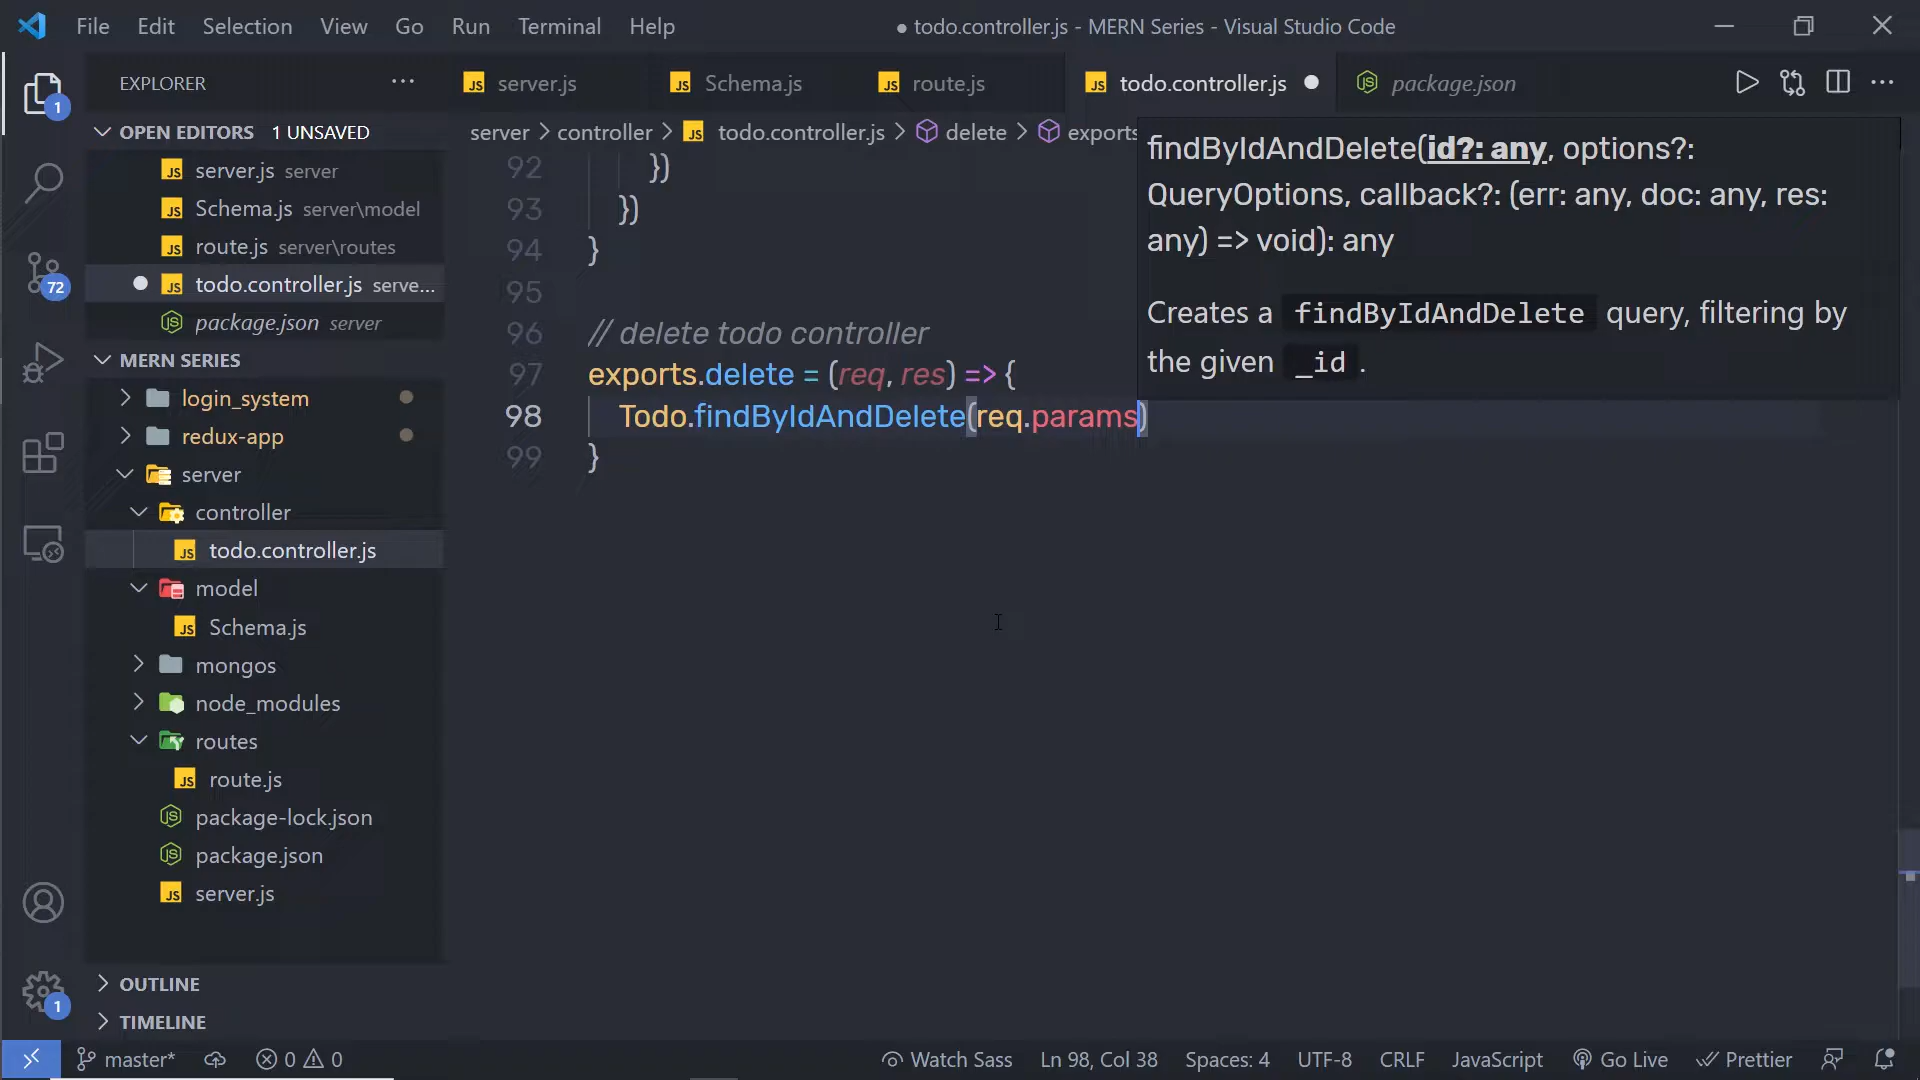 File Edit Selection View Go Run Terminal Help
● todo.controller.js - MERN Series - Visual Studio Code
EXPLORER
server.js
Schema.js
route.js
todo.controller.js
package.json
OPEN EDITORS 1 UNSAVED
server.js server
Schema.js server\model
route.js server\routes
todo.controller.js serve...
package.json server
MERN SERIES
login_system
redux-app
server
controller
todo.controller.js
model
Schema.js
mongos
node_modules
routes
route.js
package-lock.json
package.json
server.js
OUTLINE
TIMELINE
1
72
1
server > controller > todo.controller.js > delete > exports
92 })
93 })
94 }
95
96 // delete todo controller
97 exports.delete = (req, res) => {
98 Todo.findByIdAndDelete(req.params)
99 }
findByIdAndDelete(id?: any, options?:
QueryOptions, callback?: (err: any, doc: any, res:
any) => void): any
Creates a findByIdAndDelete query, filtering by
the given _id .
master* 0 0 Watch Sass Ln 98, Col 38 Spaces: 4 UTF-8 CRLF JavaScript Go Live Prettier